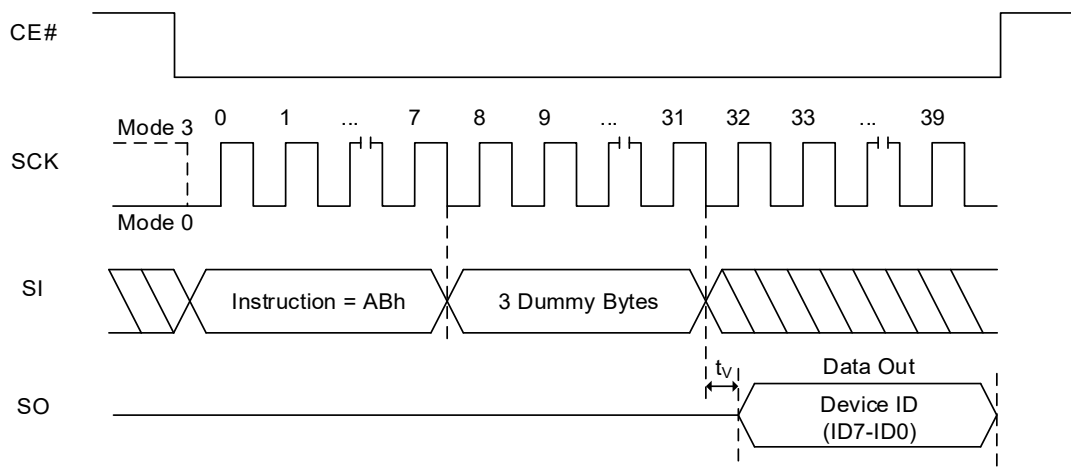 CE#
0 1 ... 7 8 9 ... 31 32 33 ... 39
Mode 3
SCK
Mode 0
SI
Instruction = ABh
3 Dummy Bytes
tV
Data Out
SO
Device ID
(ID7-ID0)